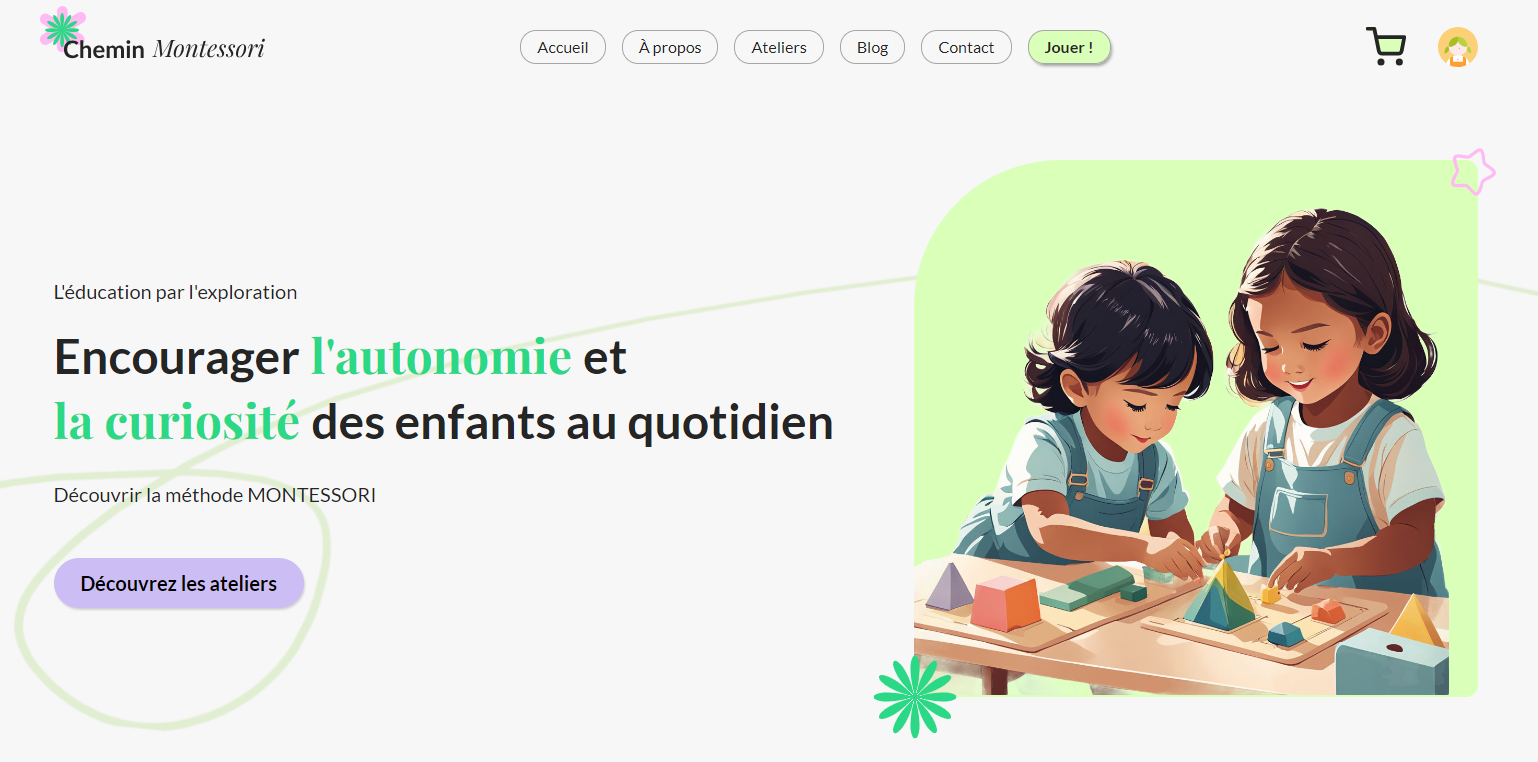 Chemin Montessori
Accueil
À propos
Ateliers
Blog
Contact
Jouer !
L'éducation par l'exploration
Encourager l'autonomie et
la curiosité des enfants au quotidien
Découvrir la méthode MONTESSORI
Découvrez les ateliers